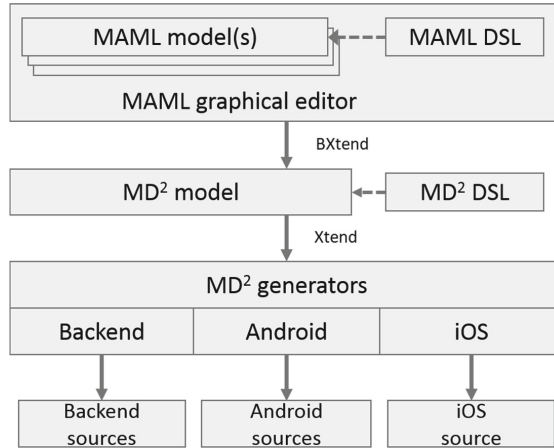 MAML model(s)
MAML DSL
MAML graphical editor
BXtend
MD² model
MD² DSL
Xtend
MD² generators
Backend
Android
iOS
Backend
sources
Android
sources
iOS
source